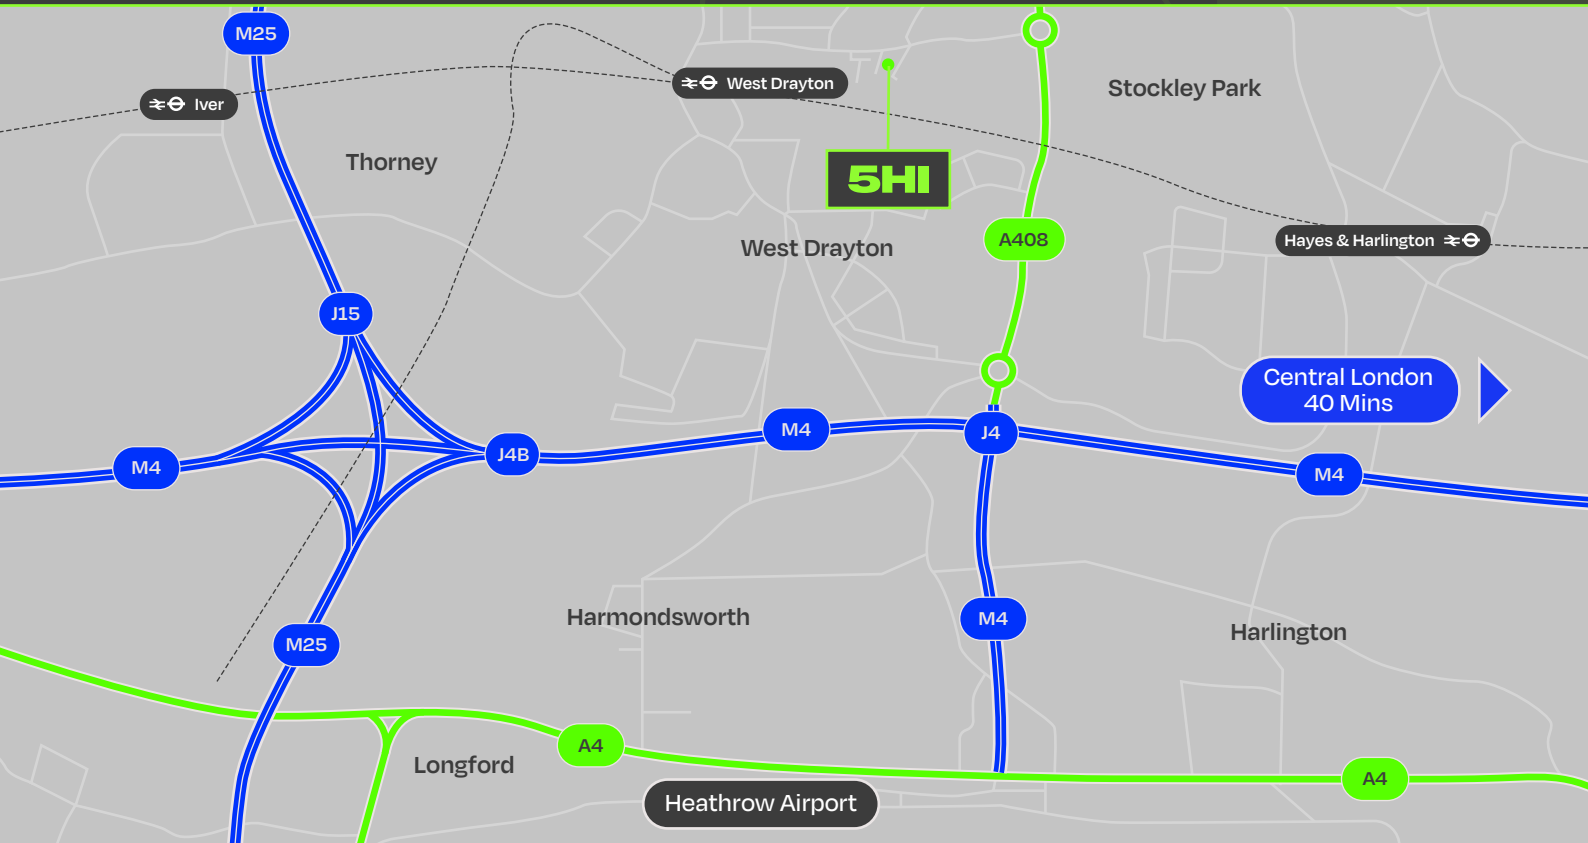 M25
West Drayton
Stockley Park
Iver
Thorney
5HI
A408
Hayes & Harlington
West Drayton
J15
Central London
40 Mins
M4
J4
J4B
M4
M4
Harmondsworth
M4
Harlington
M25
A4
Longford
A4
Heathrow Airport